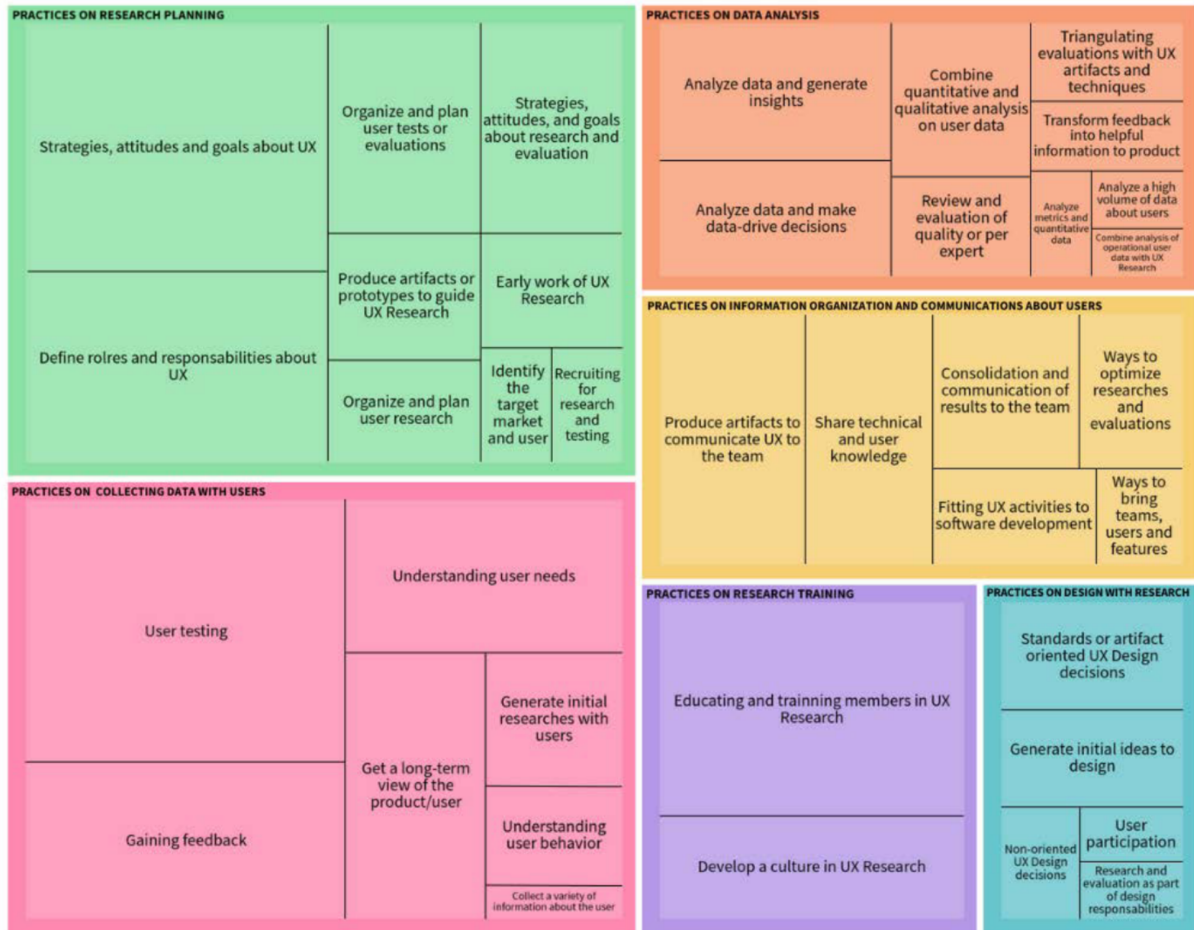 PRACTICES ON RESEARCH PLANNING
Strategies, attitudes and goals about UX
Define rolres and responsabilities about
UX
Organize and plan
user tests or
evaluations
Strategies,
attitudes, and goals
about research and
evaluation
Produce artifacts or
prototypes to guide
UX Research
Early work of UX
Research
Organize and plan
user research
Identify
the
target
market
and user
Recruiting
for
research
and
testing
PRACTICES ON DATA ANALYSIS
Analyze data and generate
insights
Analyze data and make
data-drive decisions
Combine
quantitative and
qualitative analysis
on user data
Review and
evaluation of
quality or per
expert
Triangulating
evaluations with UX
artifacts and
techniques
Transform feedback
into helpful
information to product
Analyze
metrics and
quantitative
data
Analyze a high
volume of data
about users
Combine analysis of
operational user
data with UX
Research
PRACTICES ON INFORMATION ORGANIZATION AND COMMUNICATIONS ABOUT USERS
Produce artifacts to
communicate UX to
the team
Share technical
and user
knowledge
Consolidation and
communication of
results to the team
Ways to
optimize
researches
and
evaluations
Fitting UX activities to
software development
Ways to
bring
teams,
users and
features
PRACTICES ON COLLECTING DATA WITH USERS
User testing
Gaining feedback
Understanding user needs
Get a long-term
view of the
product/user
Generate initial
researches with
users
Understanding
user behavior
Collect a variety of
information about the user
PRACTICES ON RESEARCH TRAINING
Educating and trainning members in UX
Research
Develop a culture in UX Research
PRACTICES ON DESIGN WITH RESEARCH
Standards or artifact
oriented UX Design
decisions
Generate initial ideas to
design
Non-oriented
UX Design
decisions
User
participation
Research and
evaluation as part
of design
responsabilities